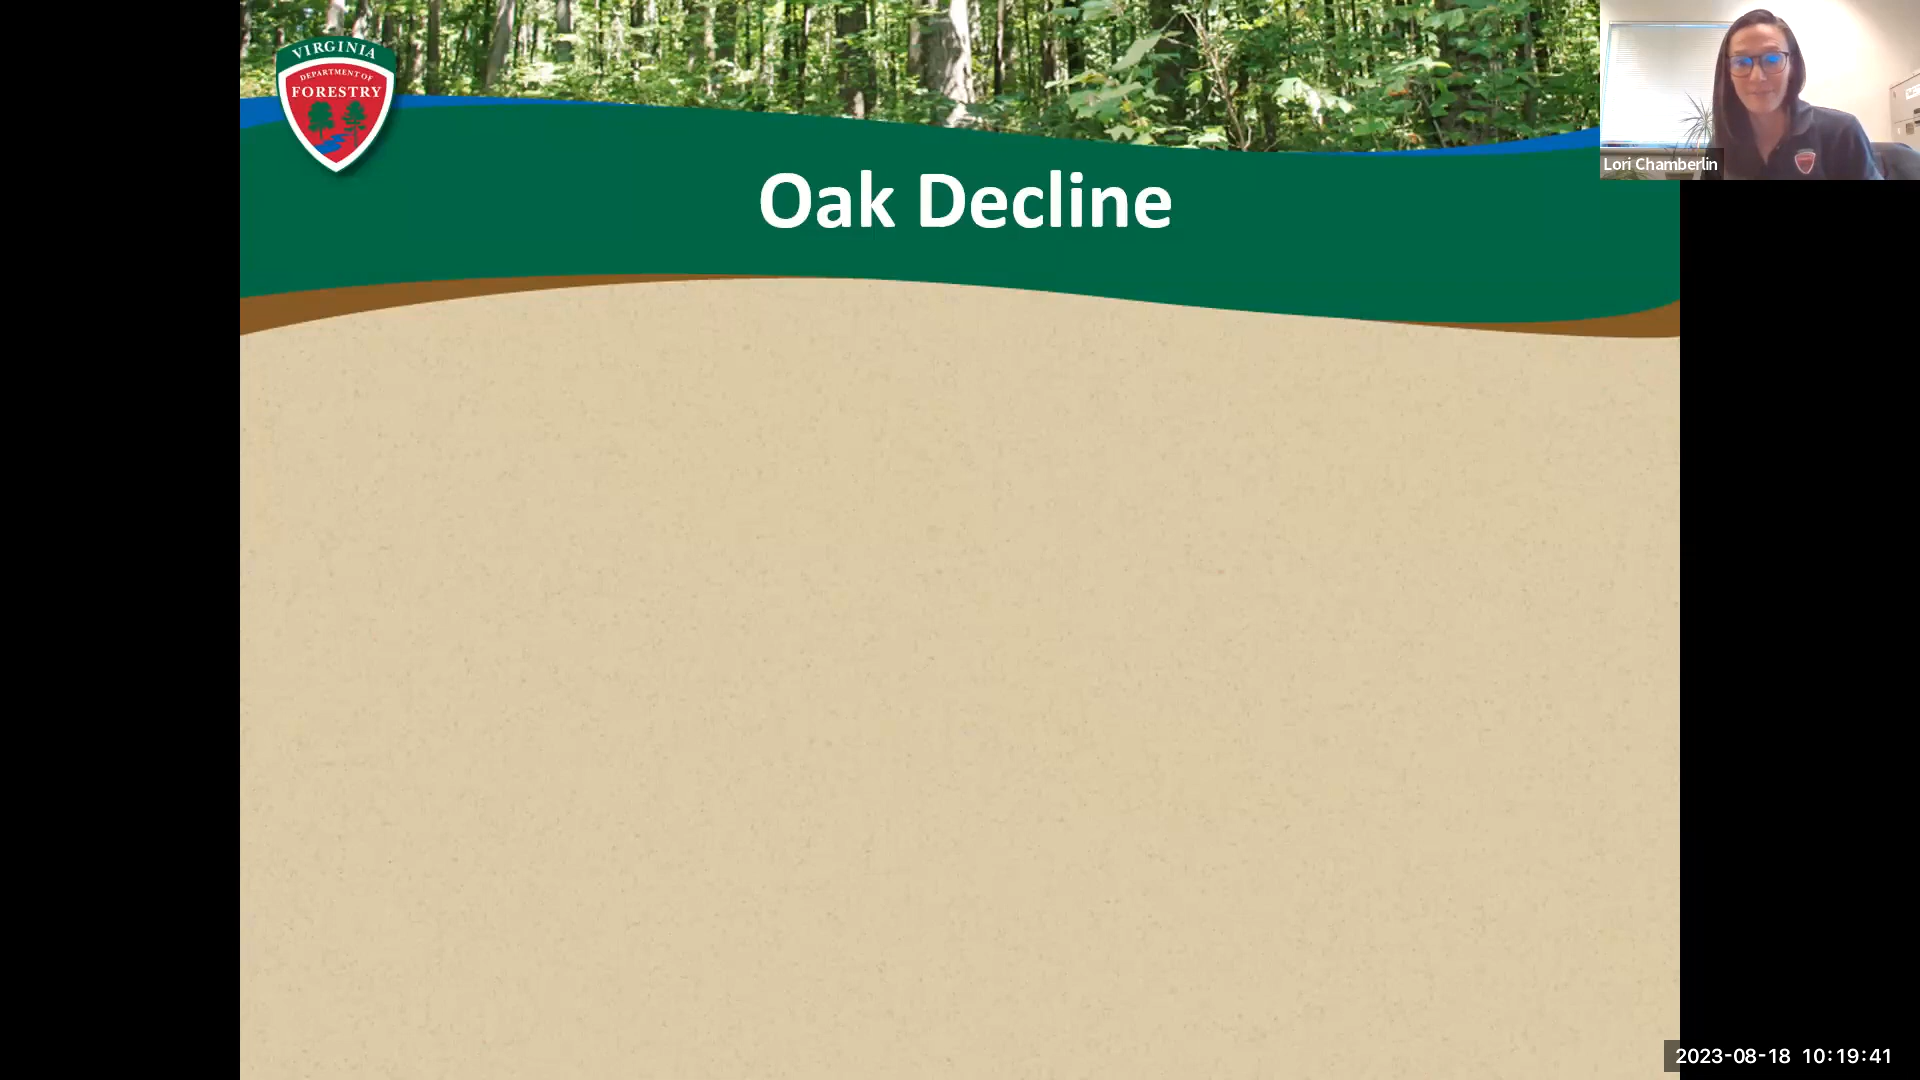 VIRGINIA
DEPARTMENT OF
FORESTRY
Oak Decline
Lori Chamberlin
2023-08-18 10:19:41